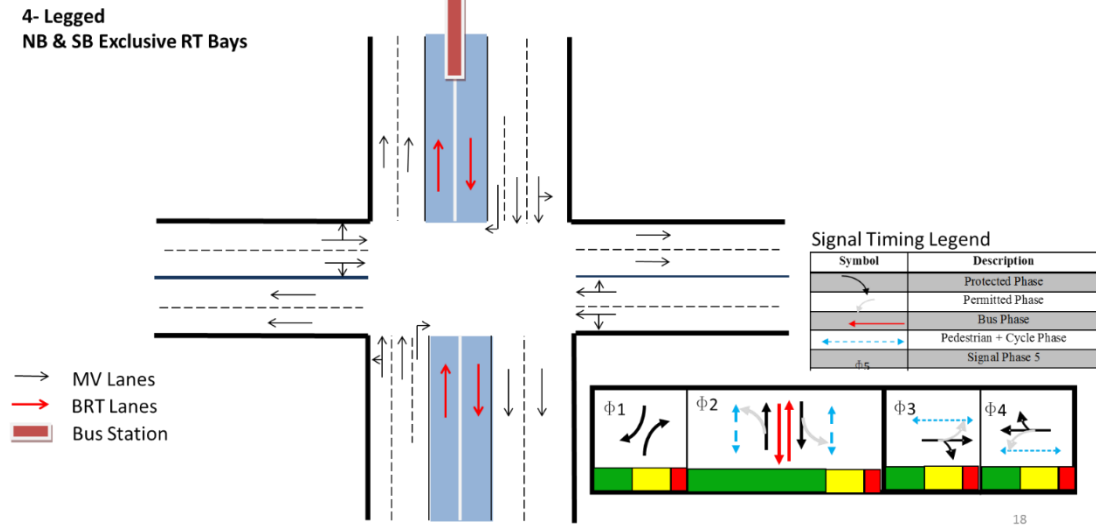 4- Legged
NB & SB Exclusive RT Bays
Signal Timing Legend
Symbol Description
Protected Phase
Permitted Phase
Bus Phase
Pedestrian + Cycle Phase
Φ5 Signal Phase 5
MV Lanes
BRT Lanes
Bus Station
Φ1 Φ2 Φ3 Φ4
18